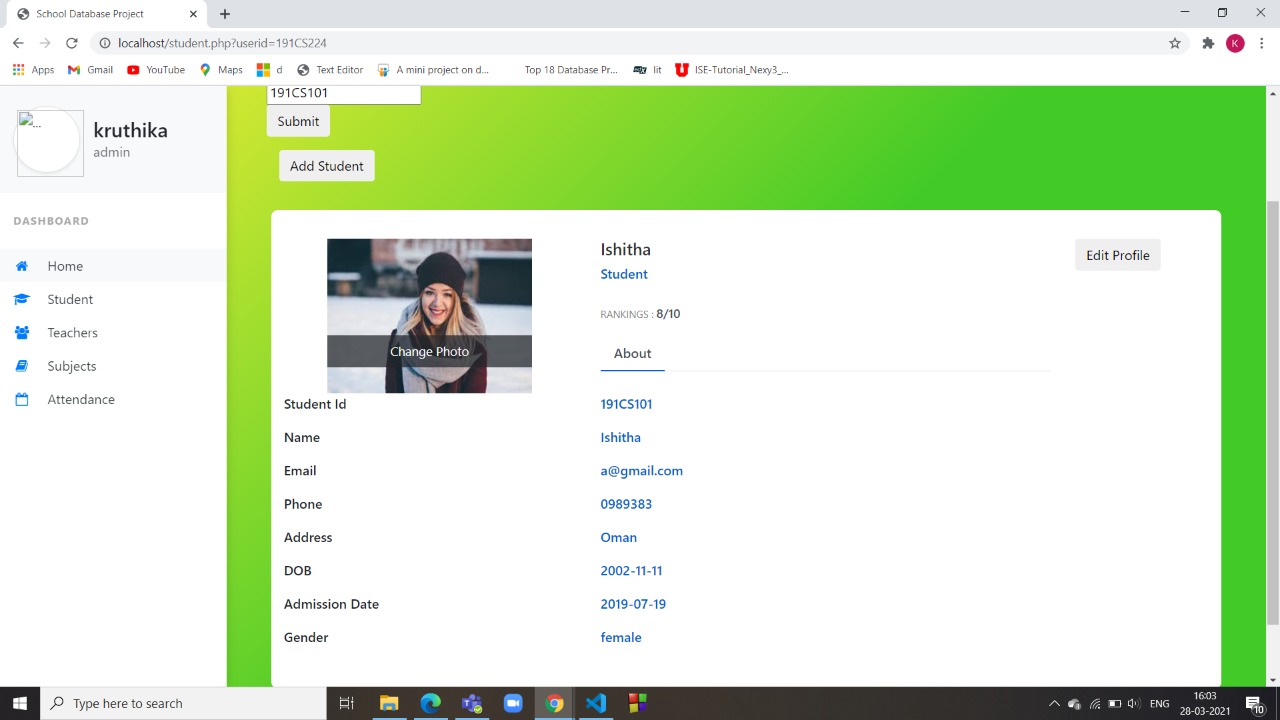 School Database Project
localhost/student.php?userid=191CS224
Apps Gmail YouTube Maps d Text Editor A mini project on d... Top 18 Database Pr... lit ISE-Tutorial_Nexy3_...
...
kruthika
admin
DASHBOARD
Home
Student
Teachers
Subjects
Attendance
191CS101
Submit
Add Student
Change Photo
Ishitha
Student
Edit Profile
RANKINGS : 8/10
About
Student Id 191CS101
Name Ishitha
Email a@gmail.com
Phone 0989383
Address Oman
DOB 2002-11-11
Admission Date 2019-07-19
Gender female
Type here to search
ENG
16:03
28-03-2021
10
K